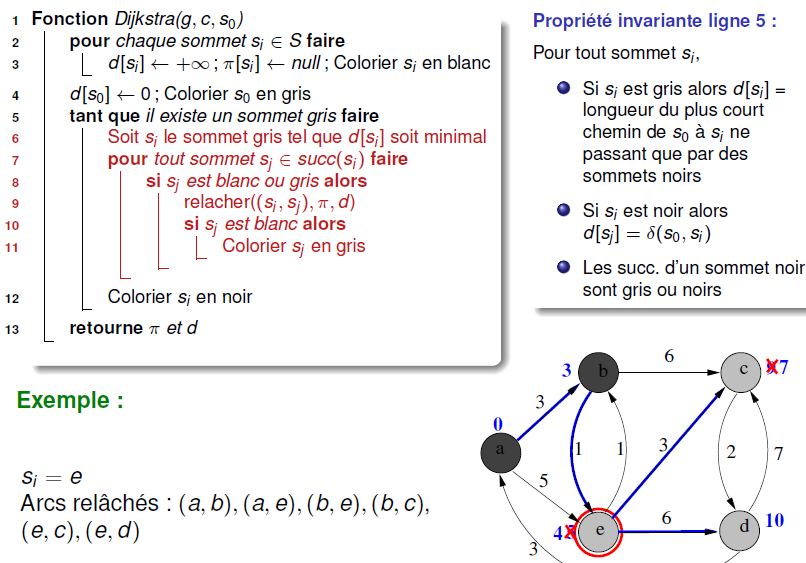 1 Fonction Dijkstra(g, c, s₀)
2 pour chaque sommet sᵢ ∈ S faire
3 d[sᵢ] ← +∞ ; π[sᵢ] ← null ; Colorier sᵢ en blanc
4 d[s₀] ← 0 ; Colorier s₀ en gris
5 tant que il existe un sommet gris faire
6 Soit sᵢ le sommet gris tel que d[sᵢ] soit minimal
7 pour tout sommet sⱼ ∈ succ(sᵢ) faire
8 si sⱼ est blanc ou gris alors
9 relacher((sᵢ, sⱼ), π, d)
10 si sⱼ est blanc alors
11 Colorier sⱼ en gris
12 Colorier sᵢ en noir
13 retourne π et d
Propriété invariante ligne 5 :
Pour tout sommet sᵢ,
Si sᵢ est gris alors d[sᵢ] =
longueur du plus court
chemin de s₀ à sᵢ ne
passant que par des
sommets noirs
Si sᵢ est noir alors
d[sⱼ] = δ(s₀, sᵢ)
Les succ. d'un sommet noir
sont gris ou noirs
Exemple :
sᵢ = e
Arcs relâchés : (a, b), (a, e), (b, e), (b, c),
(e, c), (e, d)
3 b 6 c 7
0 3
a 1 1 3 2 7
5
4 e 6 d 10
3